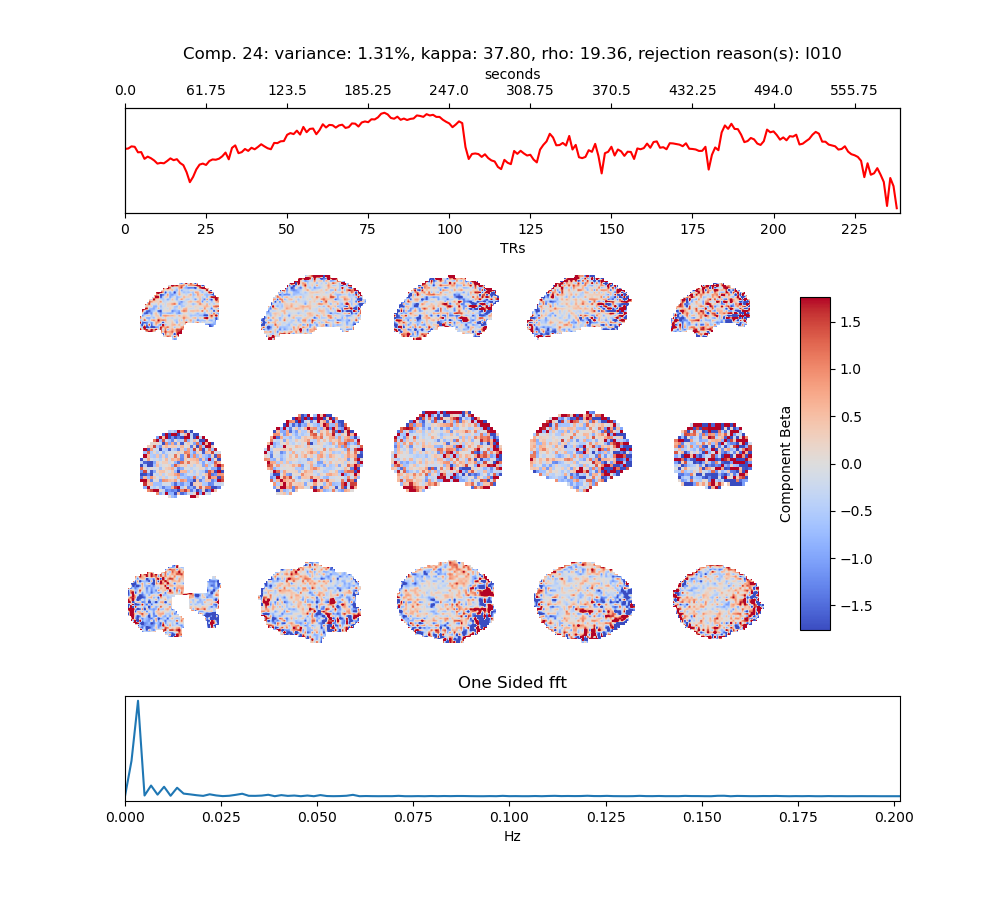 Comp. 24: variance: 1.31%, kappa: 37.80, rho: 19.36, rejection reason(s): I010
seconds
0.0 61.75 123.5 185.25 247.0 308.75 370.5 432.25 494.0 555.75
0 25 50 75 100 125 150 175 200 225
TRs
Component Beta
1.5
1.0
0.5
0.0
−0.5
−1.0
−1.5
One Sided fft
0.000 0.025 0.050 0.075 0.100 0.125 0.150 0.175 0.200
Hz